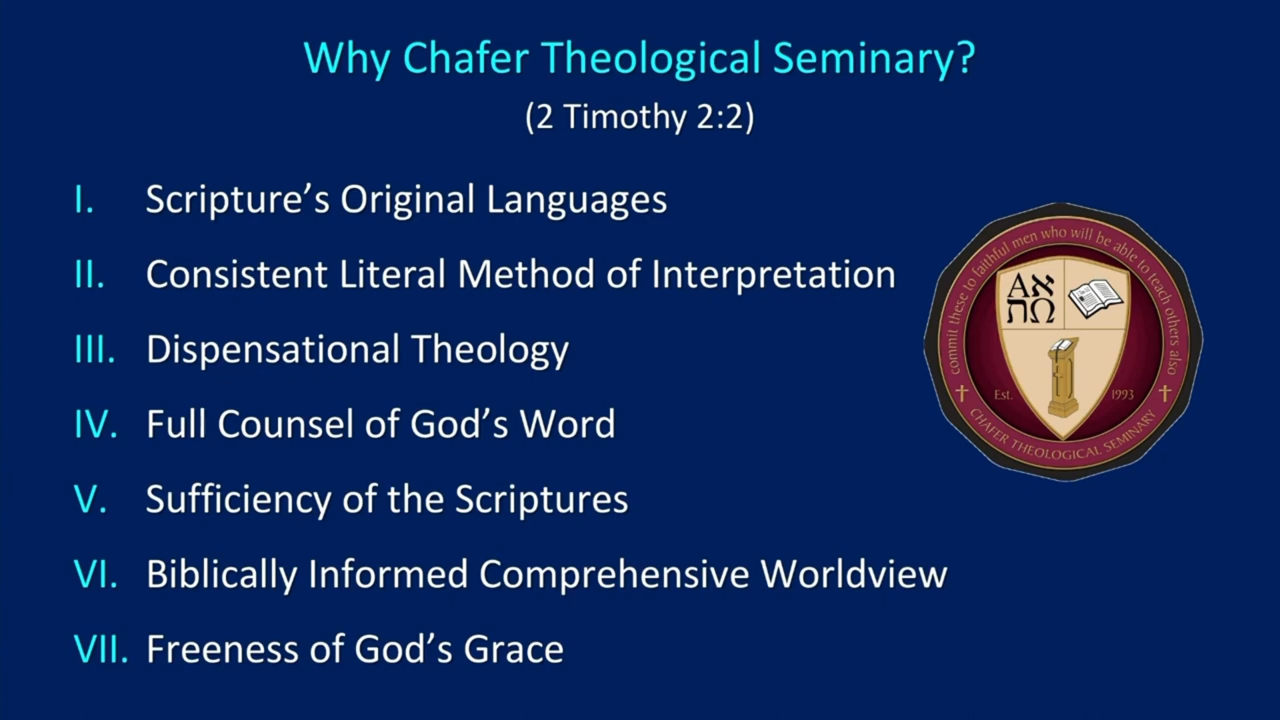 Why Chafer Theological Seminary?
(2 Timothy 2:2)
I. Scripture’s Original Languages
II. Consistent Literal Method of Interpretation
III. Dispensational Theology
IV. Full Counsel of God’s Word
V. Sufficiency of the Scriptures
VI. Biblically Informed Comprehensive Worldview
VII. Freeness of God’s Grace
commit these to faithful men who will be able to teach others also
Αא
תΩ
Est. 1993
CHAFER THEOLOGICAL SEMINARY